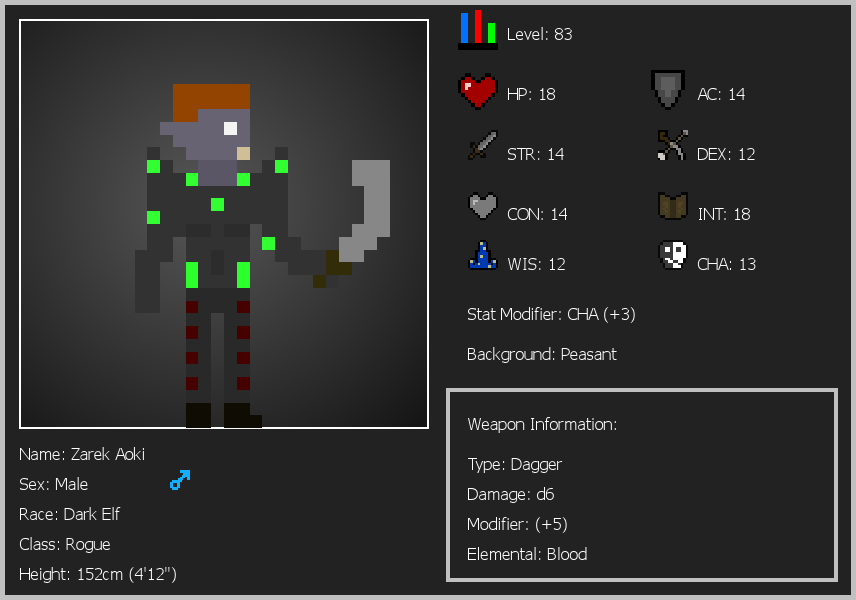 Level: 83
HP: 18
AC: 14
STR: 14
DEX: 12
CON: 14
INT: 18
WIS: 12
CHA: 13
Stat Modifier: CHA (+3)
Background: Peasant
Weapon Information:
Type: Dagger
Damage: d6
Modifier: (+5)
Elemental: Blood
Name: Zarek Aoki
Sex: Male
Race: Dark Elf
Class: Rogue
Height: 152cm (4'12")